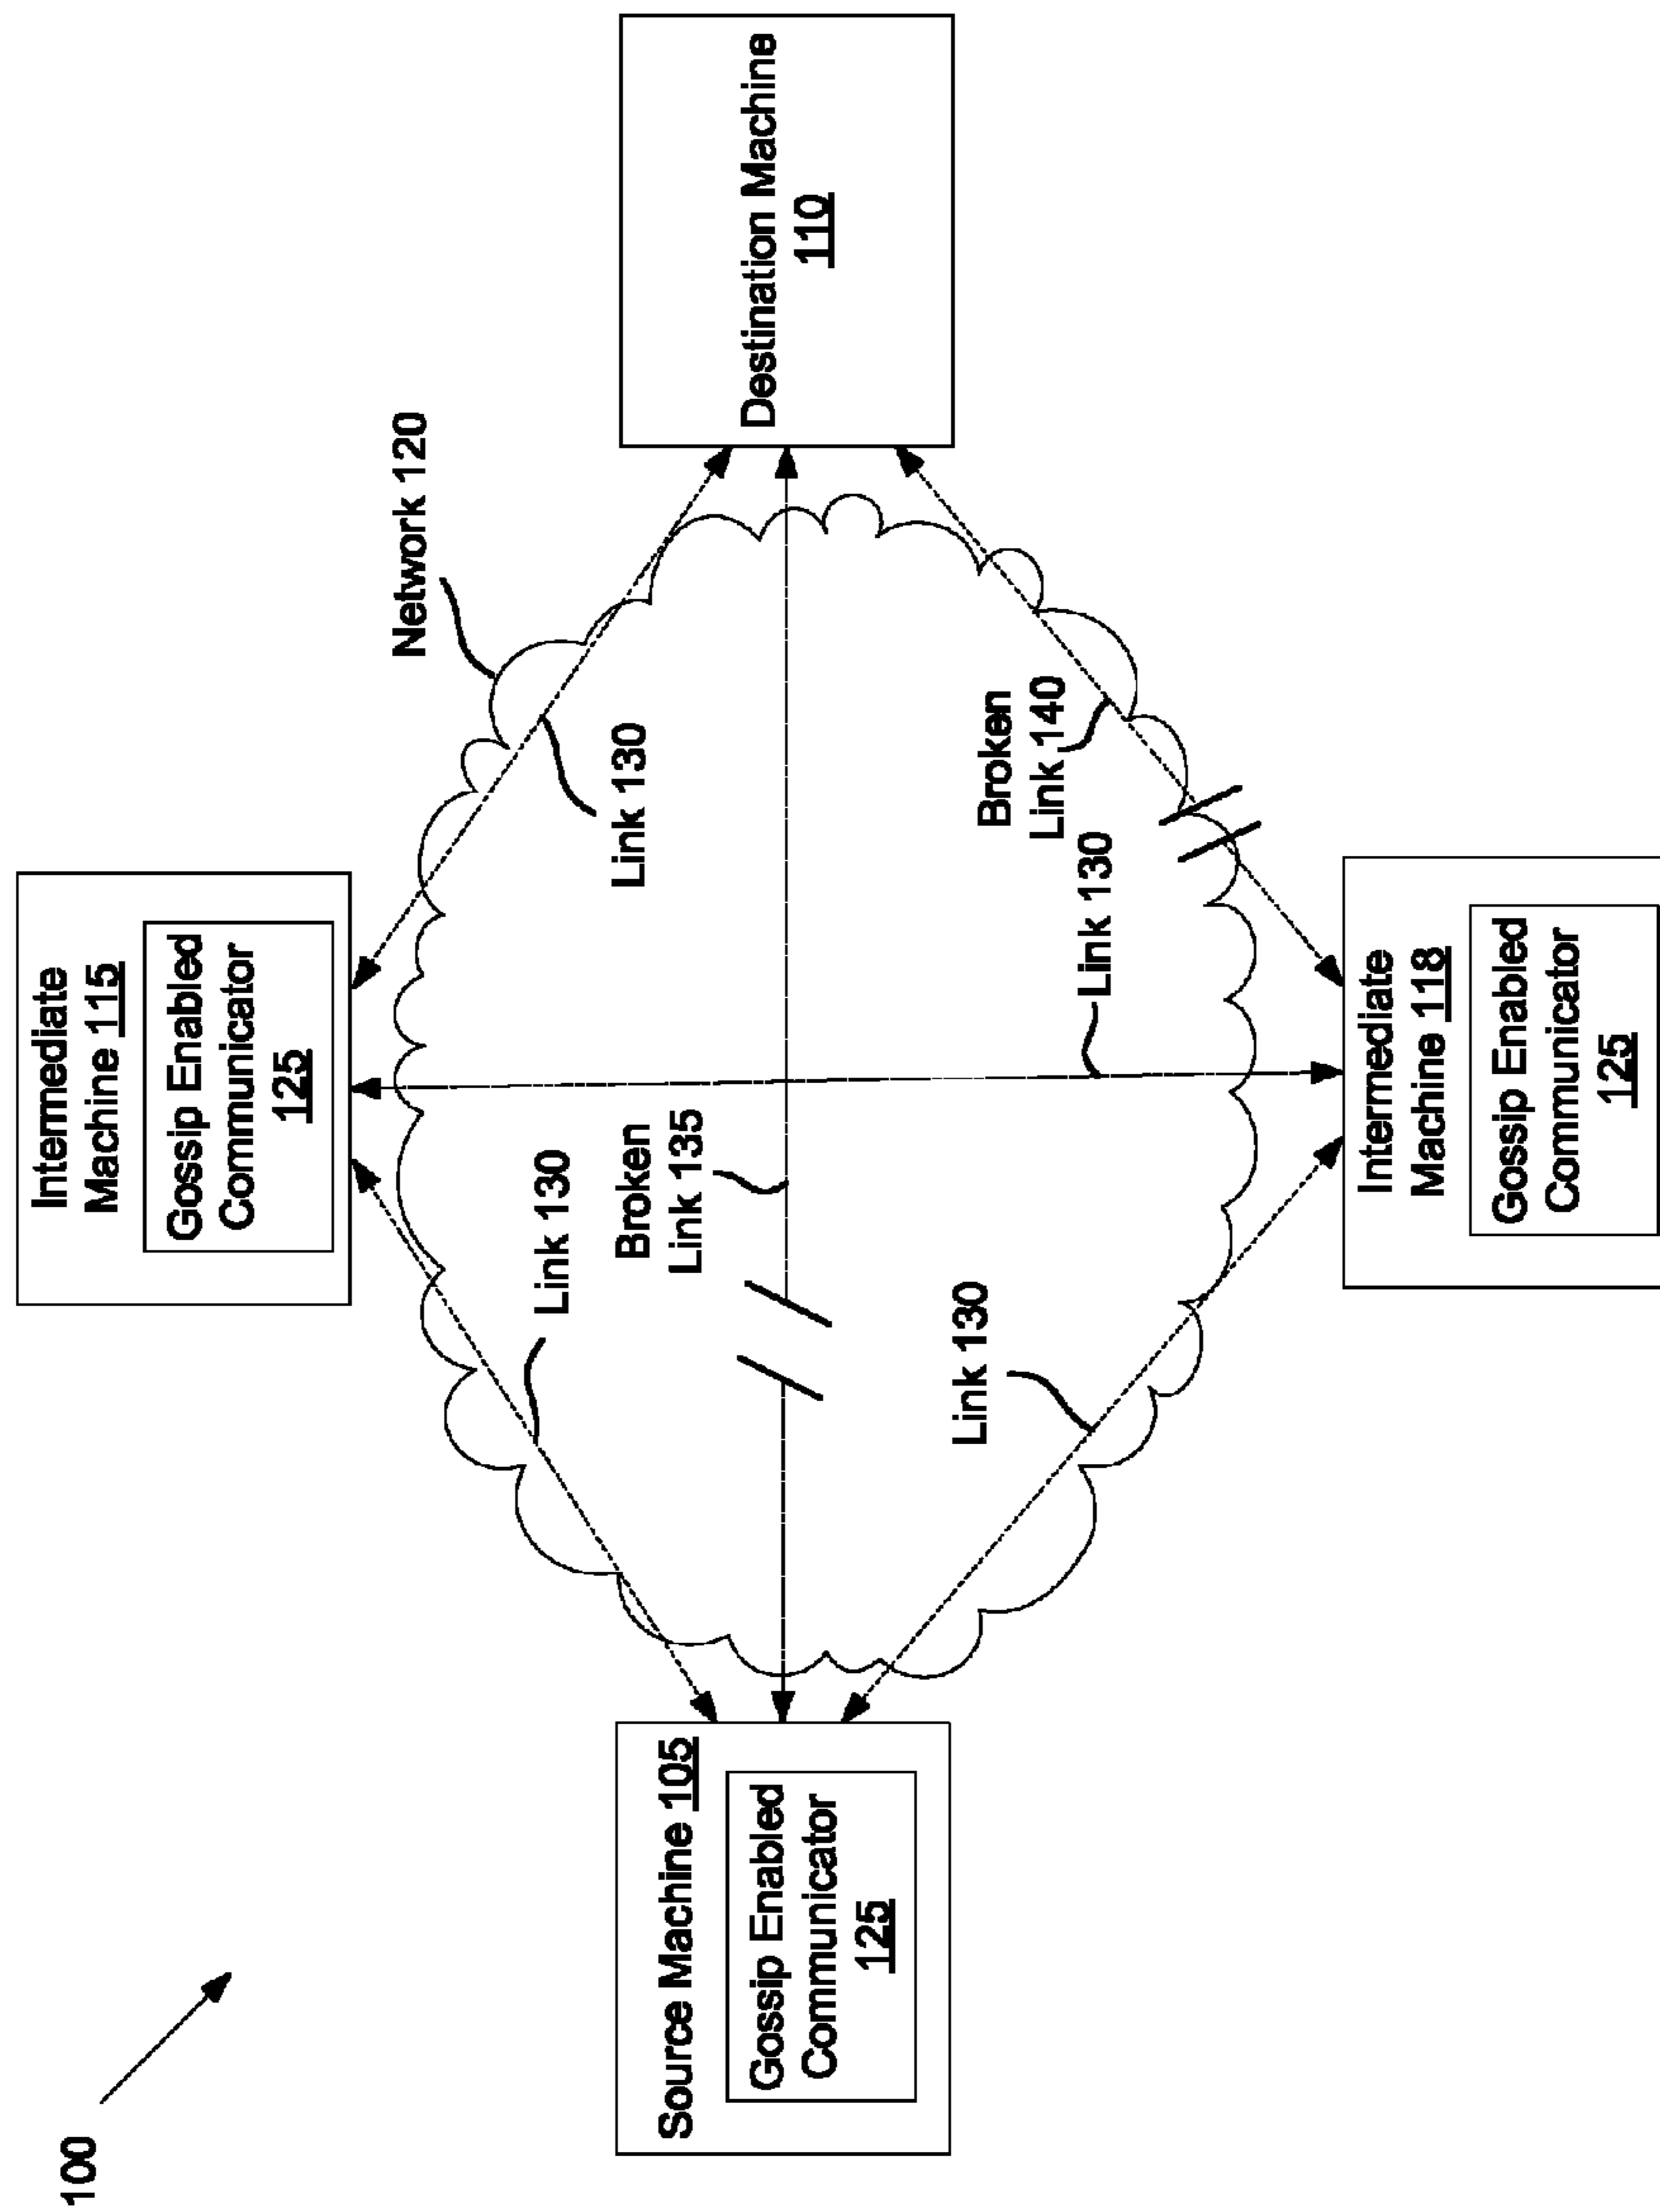 100
Intermediate
Machine 115
Gossip Enabled
Communicator
125
Network 120
Link 130
Link 130
Source Machine 105
Gossip Enabled
Communicator
125
Broken
Link 135
Destination Machine
110
Link 130
Link 130
Broken
Link 140
Intermediate
Machine 118
Gossip Enabled
Communicator
125